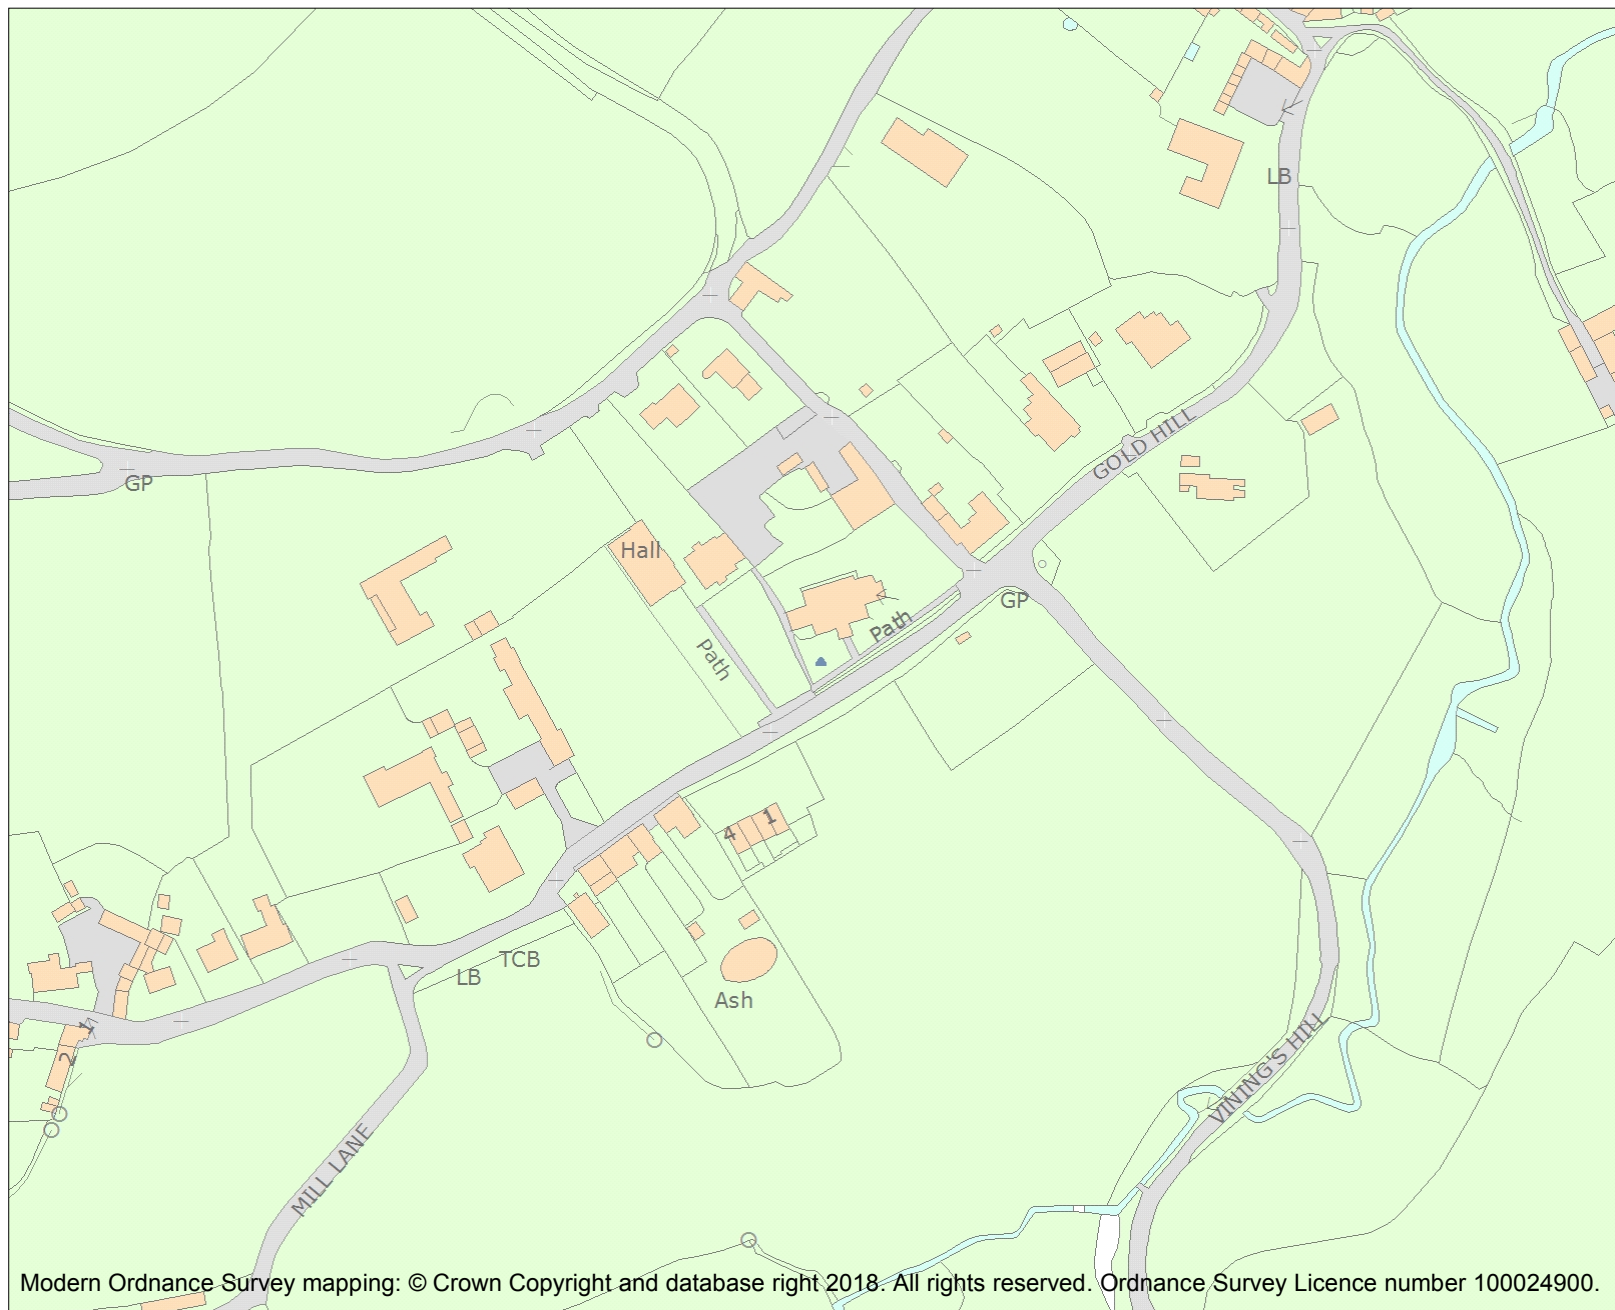 LB
GOLD HILL
GP
Hall
GP
Path
Path
4
1
TCB
LB
Ash
1
2
VINING'S HILL
MILL LANE
Modern Ordnance Survey mapping: © Crown Copyright and database right 2018. All rights reserved. Ordnance Survey Licence number 100024900.